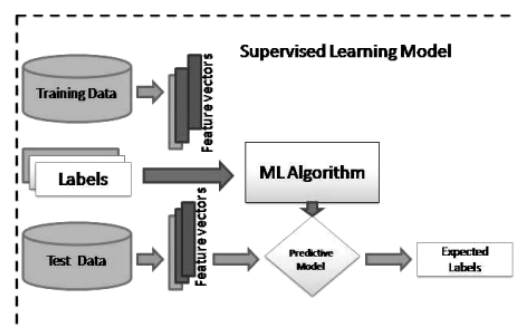 Supervised Learning Model
Training Data
Feature vectors
Labels
ML Algorithm
Test Data
Feature vectors
Predictive
Model
Expected
Labels